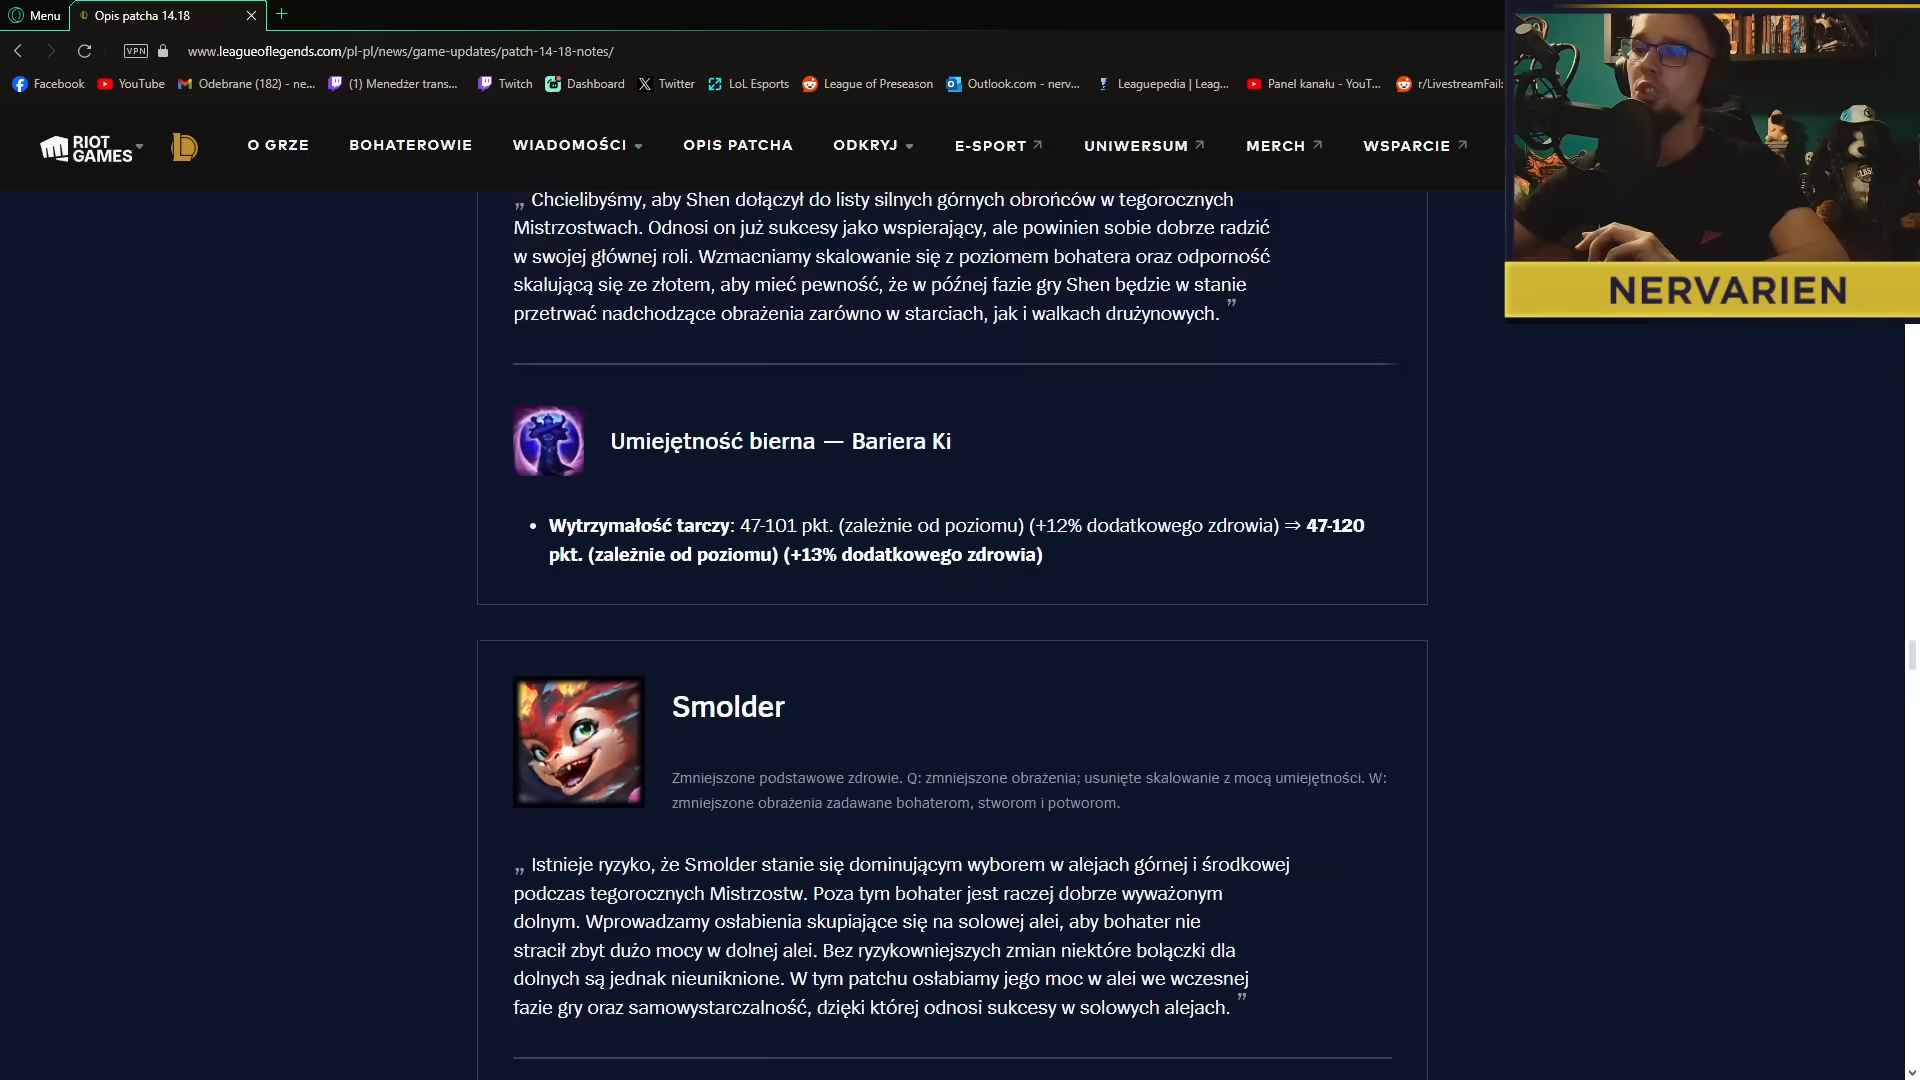 Menu
Opis patcha 14.18
VPN
www.leagueoflegends.com/pl-pl/news/game-updates/patch-14-18-notes/
Facebook
YouTube
Odebrane (182) - ne...
(1) Menedżer trans...
Twitch
Dashboard
Twitter
LoL Esports
League of Preseason
Outlook.com - nerv...
Leaguepedia | Leag...
Panel kanału - YouT...
r/LivestreamFail:
RIOT GAMES
O GRZE
BOHATEROWIE
WIADOMOŚCI
OPIS PATCHA
ODKRYJ
E-SPORT
UNIWERSUM
MERCH
WSPARCIE
NERVARIEN
„ Chcielibyśmy, aby Shen dołączył do listy silnych górnych obrońców w tegorocznych
Mistrzostwach. Odnosi on już sukcesy jako wspierający, ale powinien sobie dobrze radzić
w swojej głównej roli. Wzmacniamy skalowanie się z poziomem bohatera oraz odporność
skalującą się ze złotem, aby mieć pewność, że w późnej fazie gry Shen będzie w stanie
przetrwać nadchodzące obrażenia zarówno w starciach, jak i walkach drużynowych. ”
Umiejętność bierna — Bariera Ki
• Wytrzymałość tarczy: 47-101 pkt. (zależnie od poziomu) (+12% dodatkowego zdrowia) ⇒ 47-120
pkt. (zależnie od poziomu) (+13% dodatkowego zdrowia)
Smolder
Zmniejszone podstawowe zdrowie. Q: zmniejszone obrażenia; usunięte skalowanie z mocą umiejętności. W:
zmniejszone obrażenia zadawane bohaterom, stworom i potworom.
„ Istnieje ryzyko, że Smolder stanie się dominującym wyborem w alejach górnej i środkowej
podczas tegorocznych Mistrzostw. Poza tym bohater jest raczej dobrze wyważonym
dolnym. Wprowadzamy osłabienia skupiające się na solowej alei, aby bohater nie
stracił zbyt dużo mocy w dolnej alei. Bez ryzykowniejszych zmian niektóre bolączki dla
dolnych są jednak nieuniknione. W tym patchu osłabiamy jego moc w alei we wczesnej
fazie gry oraz samowystarczalność, dzięki której odnosi sukcesy w solowych alejach. ”